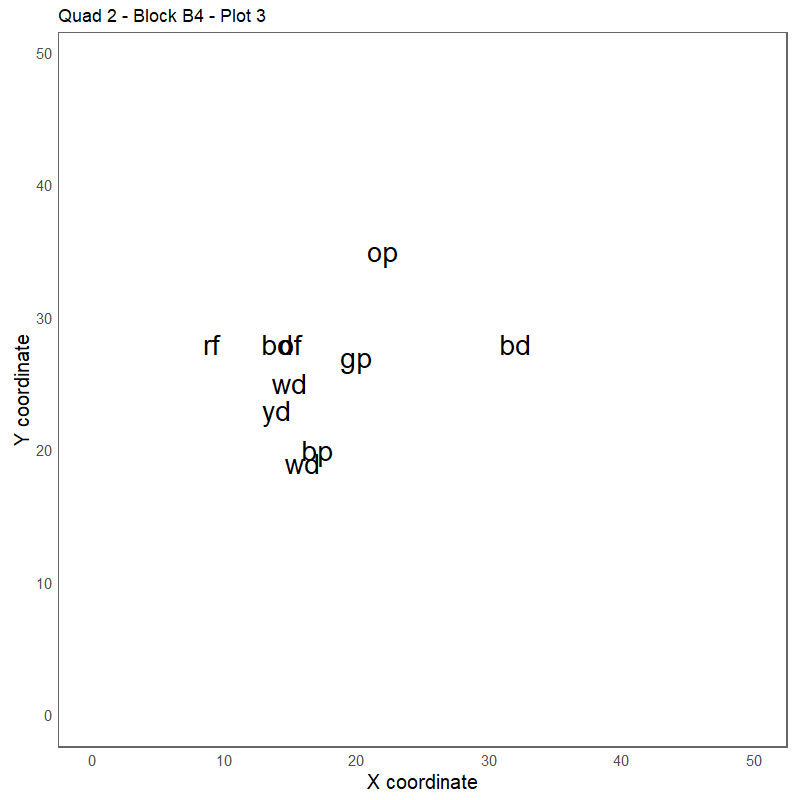 Quad 2 - Block B4 - Plot 3
50
40
op
30
rf bd of gp bd
wd
yd
20
bp
wd
10
0
0 10 20 30 40 50
X coordinate
Y coordinate